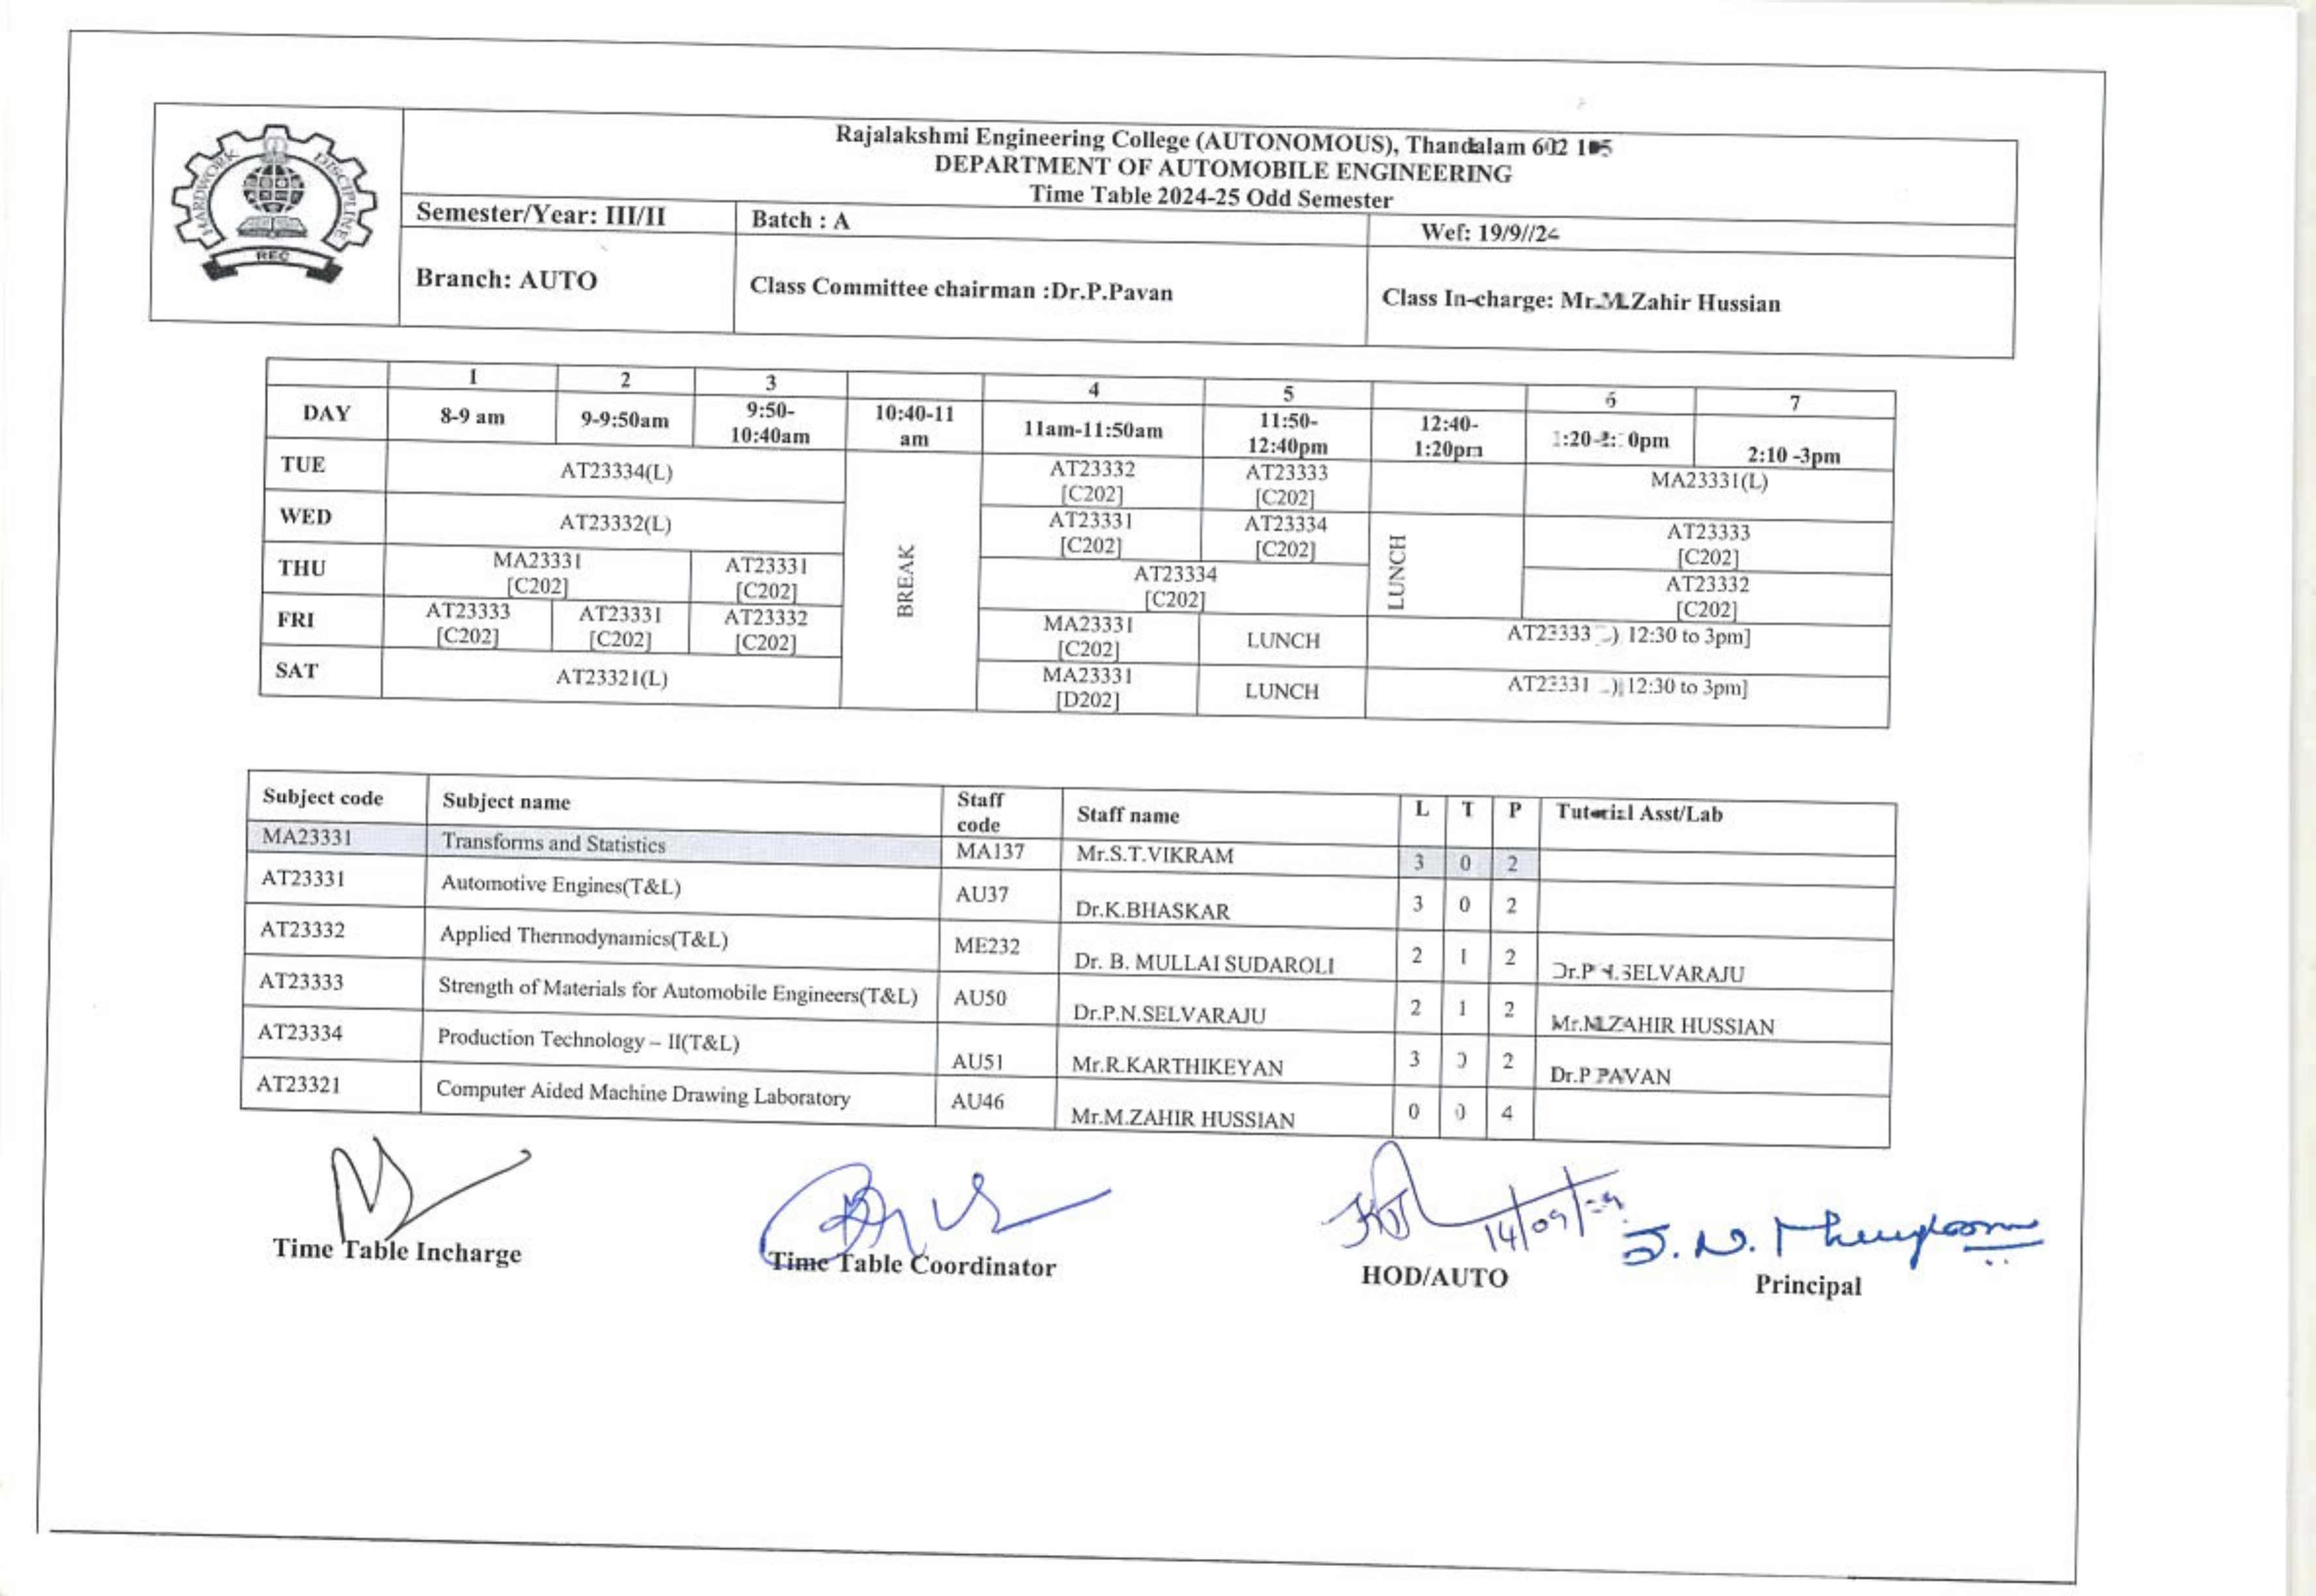 HARDWORK DISCIPLINE
REC
Rajalakshmi Engineering College (AUTONOMOUS), Thandalam 602 105
DEPARTMENT OF AUTOMOBILE ENGINEERING
Time Table 2024-25 Odd Semester
Semester/Year: III/II Batch : A Wef: 19/9//24
Branch: AUTO Class Committee chairman :Dr.P.Pavan Class In-charge: Mr.M.Zahir Hussian
1 2 3 4 5 6 7
DAY 8-9 am 9-9:50am 9:50-10:40am 10:40-11 am 11am-11:50am 11:50-12:40pm 12:40-1:20pm 1:20-2:10pm 2:10 -3pm
TUE AT23334(L) BREAK AT23332 [C202] AT23333 [C202] MA23331(L)
WED AT23332(L) AT23331 [C202] AT23334 [C202] LUNCH AT23333 [C202]
THU MA23331 [C202] AT23331 [C202] AT23334 [C202] AT23332 [C202]
FRI AT23333 [C202] AT23331 [C202] AT23332 [C202] MA23331 [C202] LUNCH AT23333 12:30 to 3pm]
SAT AT23321(L) MA23331 [D202] LUNCH AT23331 12:30 to 3pm]
Subject code Subject name Staff code Staff name L T P Tutorial Asst/Lab
MA23331 Transforms and Statistics MA137 Mr.S.T.VIKRAM 3 0 2
AT23331 Automotive Engines(T&L) AU37 Dr.K.BHASKAR 3 0 2
AT23332 Applied Thermodynamics(T&L) ME232 Dr. B. MULLAI SUDAROLI 2 1 2 Dr.P.N.SELVARAJU
AT23333 Strength of Materials for Automobile Engineers(T&L) AU50 Dr.P.N.SELVARAJU 2 1 2 Mr.M.ZAHIR HUSSIAN
AT23334 Production Technology – II(T&L) AU51 Mr.R.KARTHIKEYAN 3 0 2 Dr.P PAVAN
AT23321 Computer Aided Machine Drawing Laboratory AU46 Mr.M.ZAHIR HUSSIAN 0 0 4
14/09/24
Time Table Incharge Time Table Coordinator HOD/AUTO Principal